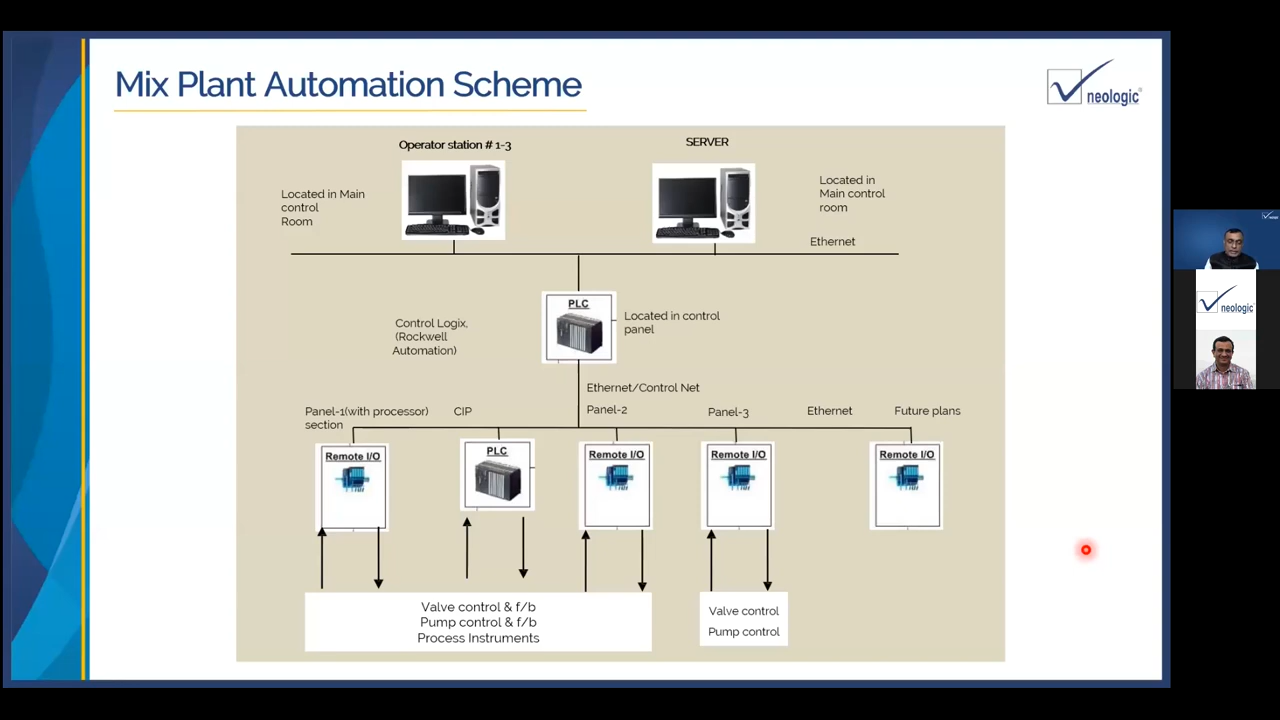 Mix Plant Automation Scheme
neologic
Operator station # 1-3
SERVER
Located in Main
control
Room
Located in
Main control
room
Ethernet
PLC
Control Logix,
(Rockwell
Automation)
Located in control
panel
Ethernet/Control Net
Panel-1(with processor)
section
CIP
Panel-2
Panel-3
Ethernet
Future plans
Remote I/O
PLC
Remote I/O
Remote I/O
Remote I/O
Valve control & f/b
Pump control & f/b
Process Instruments
Valve control
Pump control
neologic